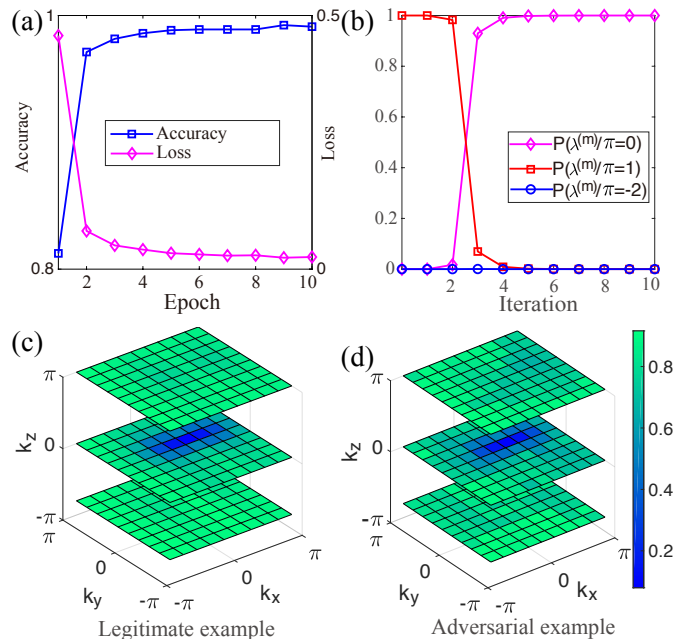 (a)
1
0.5
Accuracy
Loss
Accuracy
Loss
0.8
0
2
4
6
8
10
Epoch
(b)
1
0.8
0.6
0.4
0.2
0
P(λ^(m)/π=0)
P(λ^(m)/π=1)
P(λ^(m)/π=-2)
0
2
4
6
8
10
Iteration
(c)
π
0
-π
k_z
π
0
-π
k_y
-π
0
π
k_x
Legitimate example
(d)
π
0
-π
k_z
π
0
-π
k_y
-π
0
π
k_x
Adversarial example
0.8
0.6
0.4
0.2